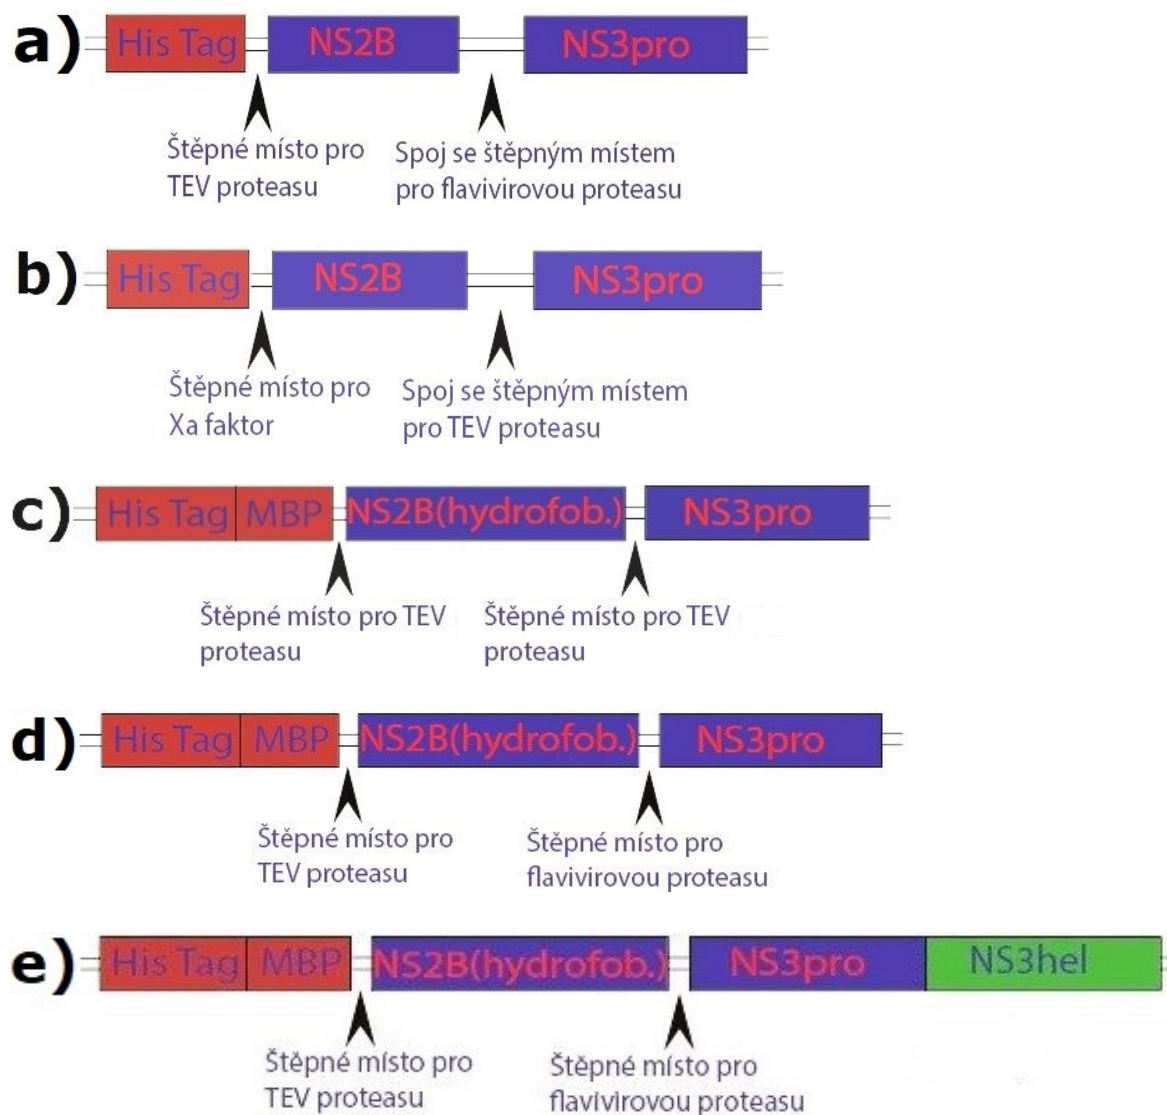 a) His Tag NS2B NS3pro
Štěpné místo pro
TEV proteasu
Spoj se štěpným místem
pro flavivirovou proteasu
b) His Tag NS2B NS3pro
Štěpné místo pro
Xa faktor
Spoj se štěpným místem
pro TEV proteasu
c) His Tag MBP NS2B(hydrofob.) NS3pro
Štěpné místo pro TEV
proteasu
Štěpné místo pro TEV
proteasu
d) His Tag MBP NS2B(hydrofob.) NS3pro
Štěpné místo pro
TEV proteasu
Štěpné místo pro
flavivirovou proteasu
e) His Tag MBP NS2B(hydrofob.) NS3pro NS3hel
Štěpné místo pro
TEV proteasu
Štěpné místo pro
flavivirovou proteasu